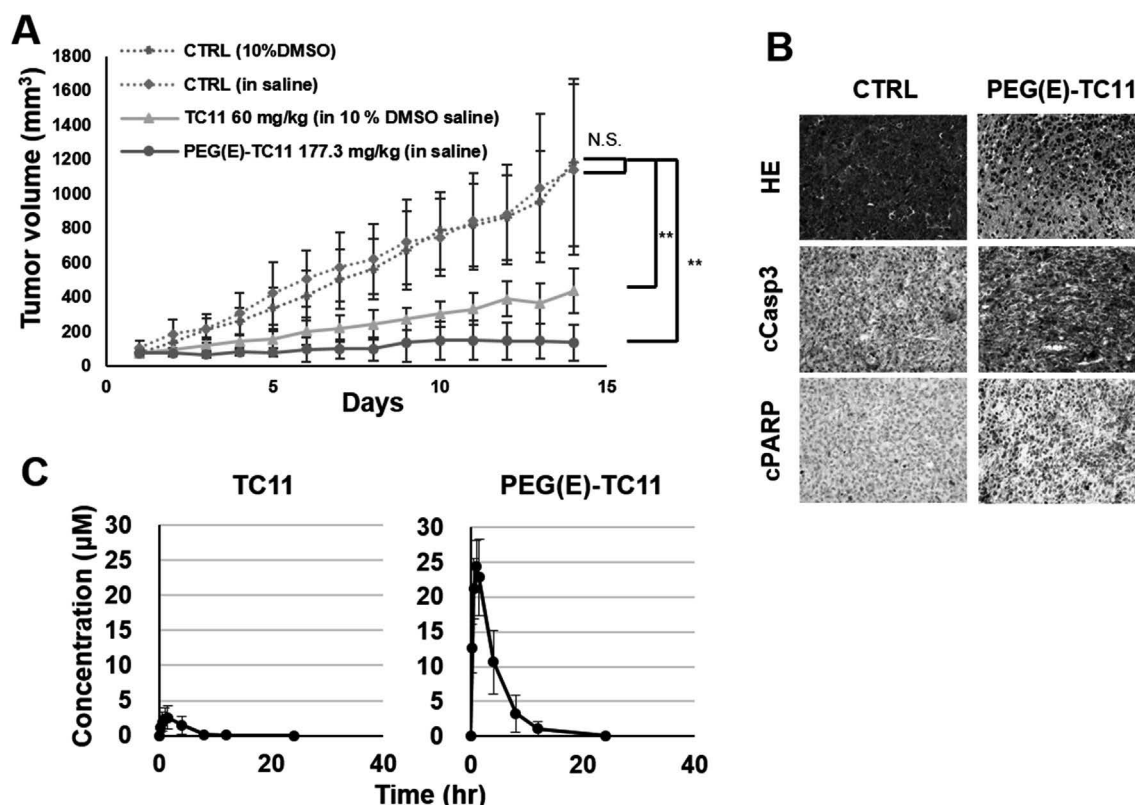 A
Tumor volume (mm³)
1800
1600
1400
1200
1000
800
600
400
200
0
0
5
10
15
Days
CTRL (10%DMSO)
CTRL (in saline)
TC11 60 mg/kg (in 10 % DMSO saline)
PEG(E)-TC11 177.3 mg/kg (in saline)
N.S.
**
**
B
CTRL
PEG(E)-TC11
HE
cCasp3
cPARP
C
TC11
PEG(E)-TC11
Concentration (µM)
30
25
20
15
10
5
0
0
20
40
30
25
20
15
10
5
0
0
20
40
Time (hr)